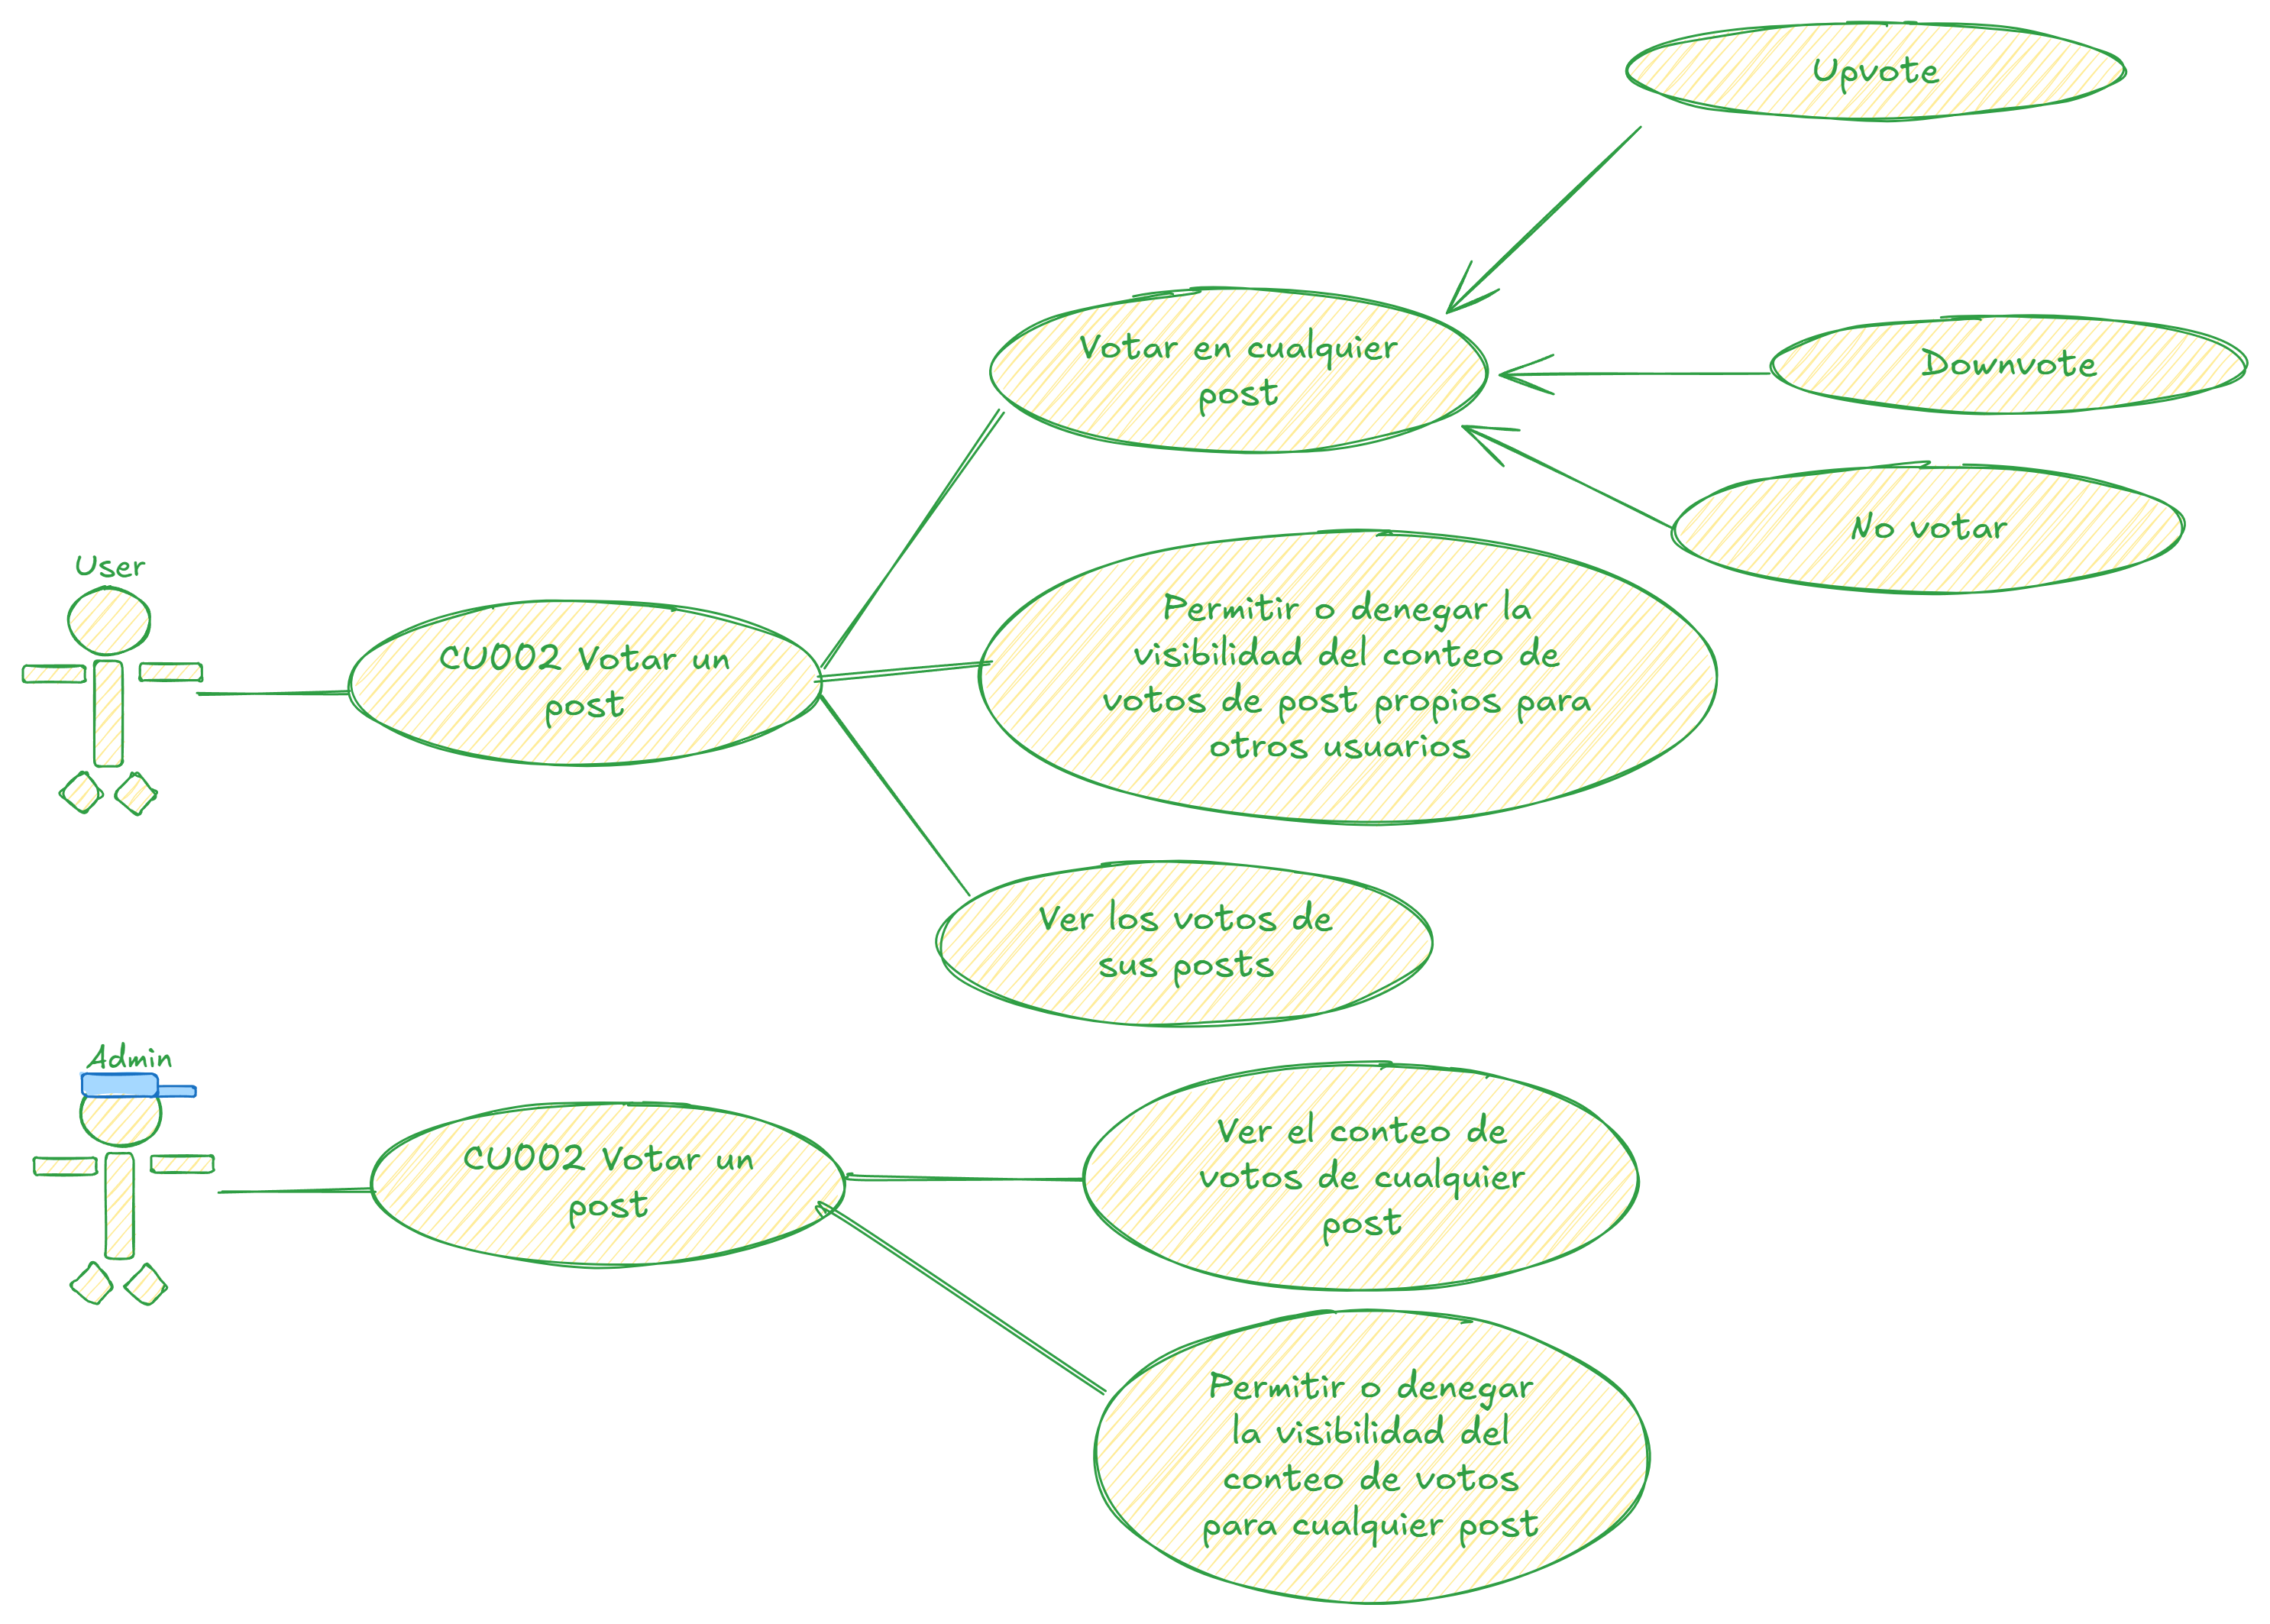 Upvote
Votar en cualquier
post
Downvote
No votar
User
CU002 Votar un
post
Permitir o denegar la
visibilidad del conteo de
votos de post propios para
otros usuarios
Ver los votos de
sus posts
Admin
CU002 Votar un
post
Ver el conteo de
votos de cualquier
post
Permitir o denegar
la visibilidad del
conteo de votos
para cualquier post